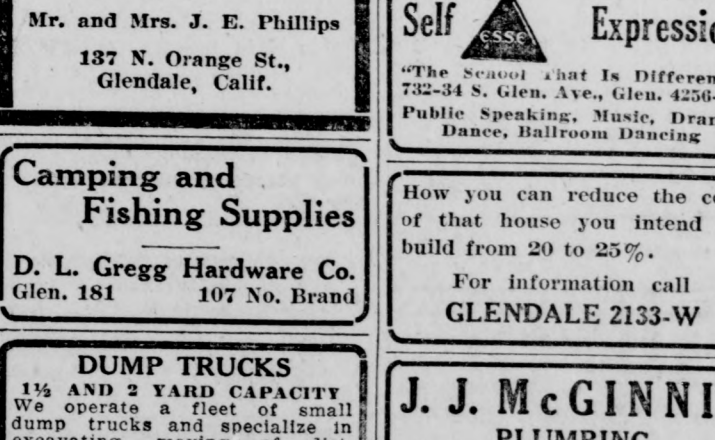 Mr. and Mrs. J. E. Phillips
137 N. Orange St.,
Glendale, Calif.
Camping and
Fishing Supplies
D. L. Gregg Hardware Co.
Glen. 181 107 No. Brand
DUMP TRUCKS
1½ AND 2 YARD CAPACITY
We operate a fleet of small
dump trucks and specialize in
Self Expressio
ESSE
"The School That Is Differen
732-34 S. Glen. Ave., Glen. 4256-
Public Speaking, Music, Dram
Dance, Ballroom Dancing
How you can reduce the co
of that house you intend
build from 20 to 25%.
For information call
GLENDALE 2133-W
J. J. McGINNI
PLUMBING